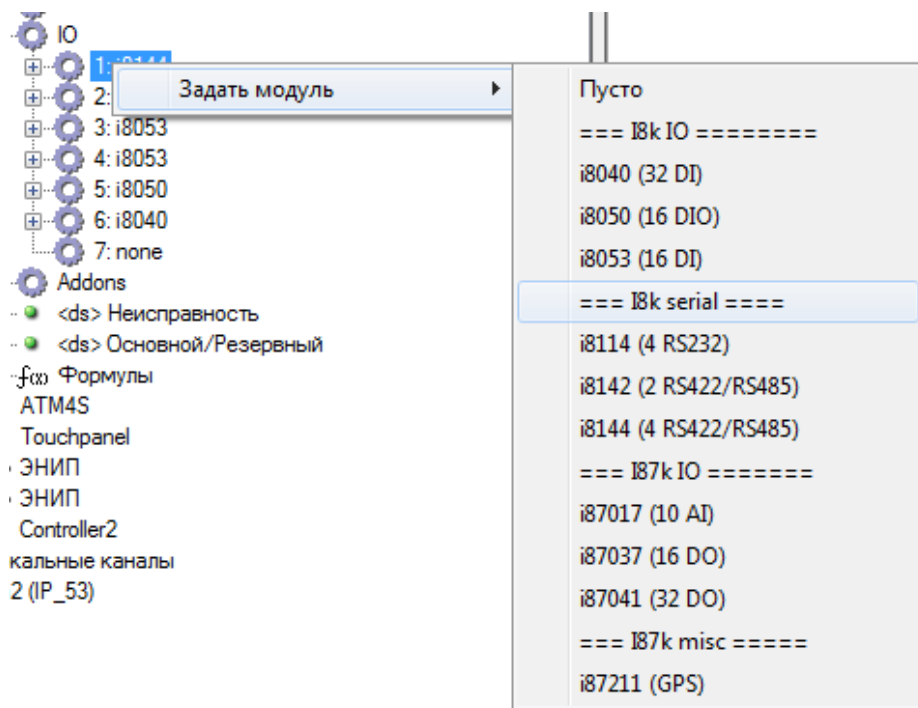 IO
1: i8144
2:
3: i8053
4: i8053
5: i8050
6: i8040
7: none
Addons
<ds> Неисправность
<ds> Основной/Резервный
f(x) Формулы
ATM4S
Touchpanel
ЭНИП
ЭНИП
Controller2
кальные каналы
2 (IP_53)
Задать модуль
Пусто
=== I8k IO ========
i8040 (32 DI)
i8050 (16 DIO)
i8053 (16 DI)
=== I8k serial ====
i8114 (4 RS232)
i8142 (2 RS422/RS485)
i8144 (4 RS422/RS485)
=== I87k IO =======
i87017 (10 AI)
i87037 (16 DO)
i87041 (32 DO)
=== I87k misc =====
i87211 (GPS)